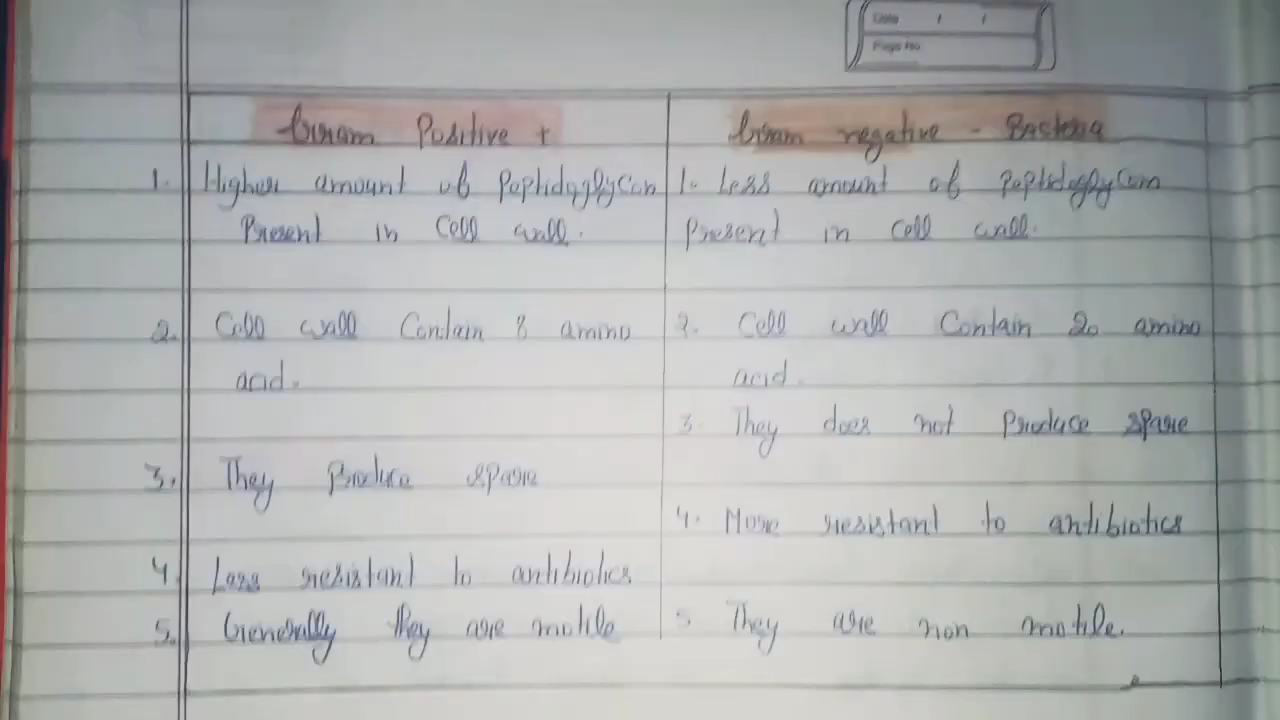 Date / /
Page No.
Gram Positive +
Gram negative - Bacteria
1. Higher amount of Peptidoglycan
Present in Cell wall.
1. Less amount of Peptidoglycan
Present in Cell wall.
2. Cell wall Contain 8 amino
acid.
2. Cell wall Contain 20 amino
acid.
3. They does not Produce spore
3. They Produce spore
4. More resistant to antibiotics
4. Less resistant to antibiotics
5. Generally they are motile
5 They are non motile.